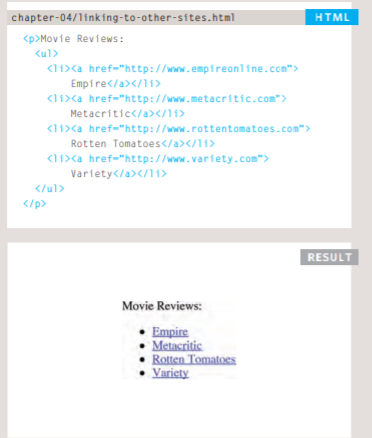 chapter-04/linking-to-other-sites.html
HTML
<p>Movie Reviews:
<ul>
<li><a href="http://www.empireonline.com">
Empire</a></li>
<li><a href="http://www.metacritic.com">
Metacritic</a></li>
<li><a href="http://www.rottentomatoes.com">
Rotten Tomatoes</a></li>
<li><a href="http://www.variety.com">
Variety</a></li>
</ul>
</p>
RESULT
Movie Reviews:
• Empire
• Metacritic
• Rotten Tomatoes
• Variety